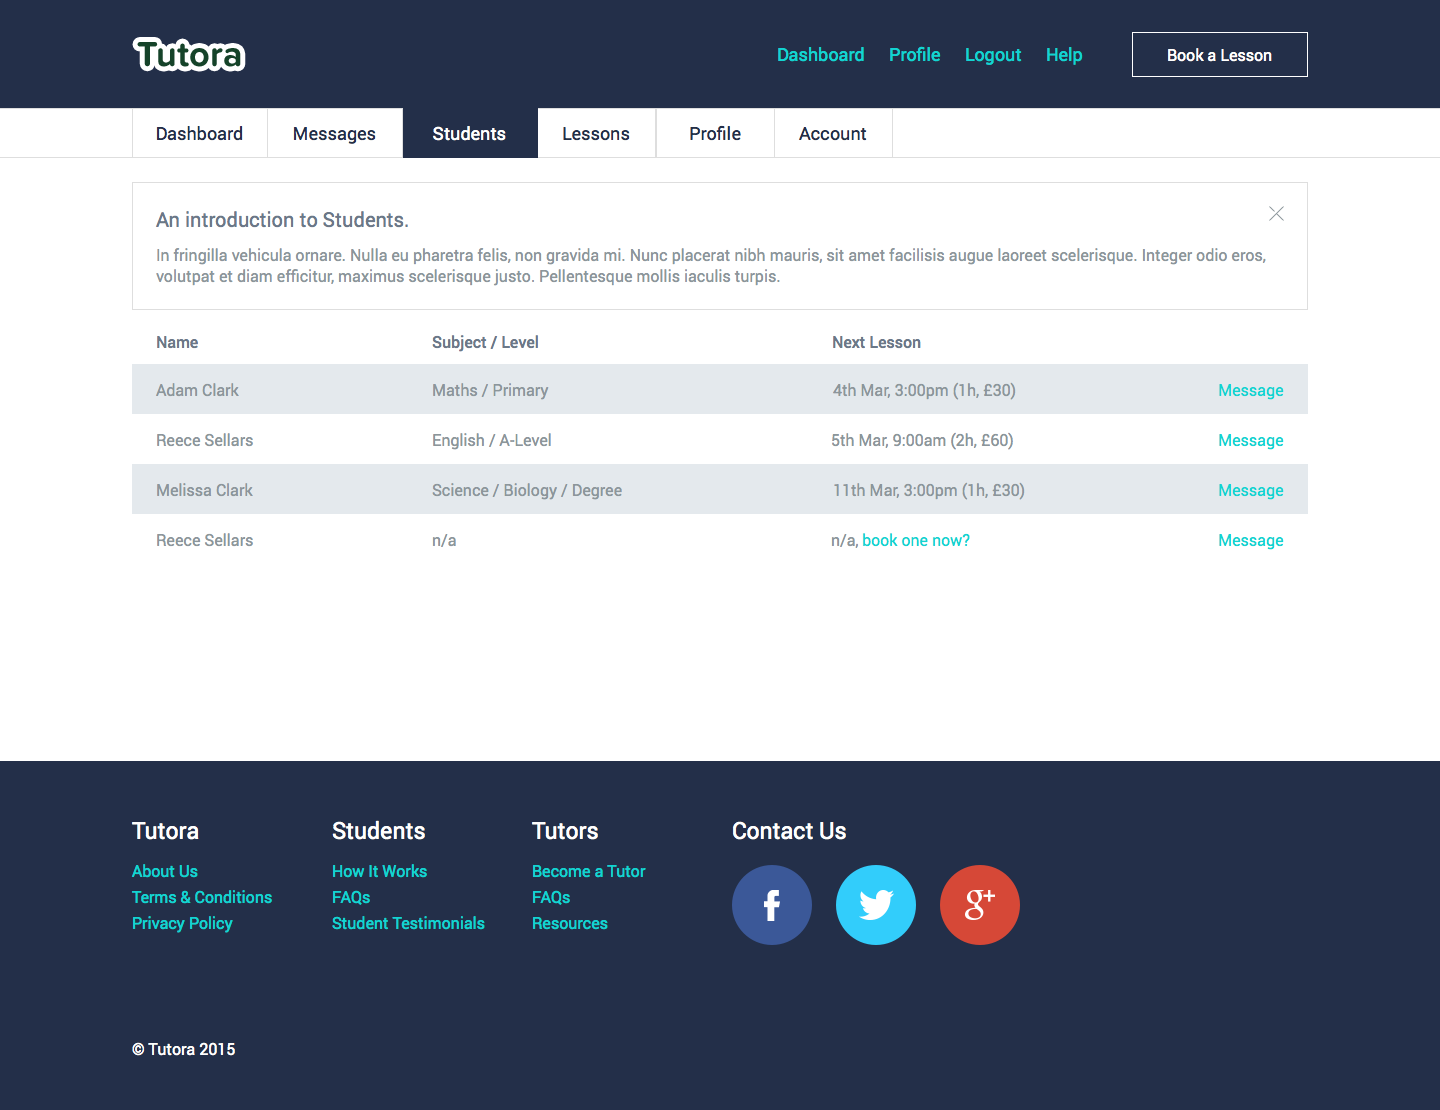 Tutora
Dashboard Profile Logout Help Book a Lesson
Dashboard Messages Students Lessons Profile Account
An introduction to Students.
In fringilla vehicula ornare. Nulla eu pharetra felis, non gravida mi. Nunc placerat nibh mauris, sit amet facilisis augue laoreet scelerisque. Integer odio eros,
volutpat et diam efficitur, maximus scelerisque justo. Pellentesque mollis iaculis turpis.
Name Subject / Level Next Lesson
Adam Clark Maths / Primary 4th Mar, 3:00pm (1h, £30) Message
Reece Sellars English / A-Level 5th Mar, 9:00am (2h, £60) Message
Melissa Clark Science / Biology / Degree 11th Mar, 3:00pm (1h, £30) Message
Reece Sellars n/a n/a, book one now? Message
Tutora Students Tutors Contact Us
About Us How It Works Become a Tutor
Terms & Conditions FAQs FAQs
Privacy Policy Student Testimonials Resources
f g+
© Tutora 2015